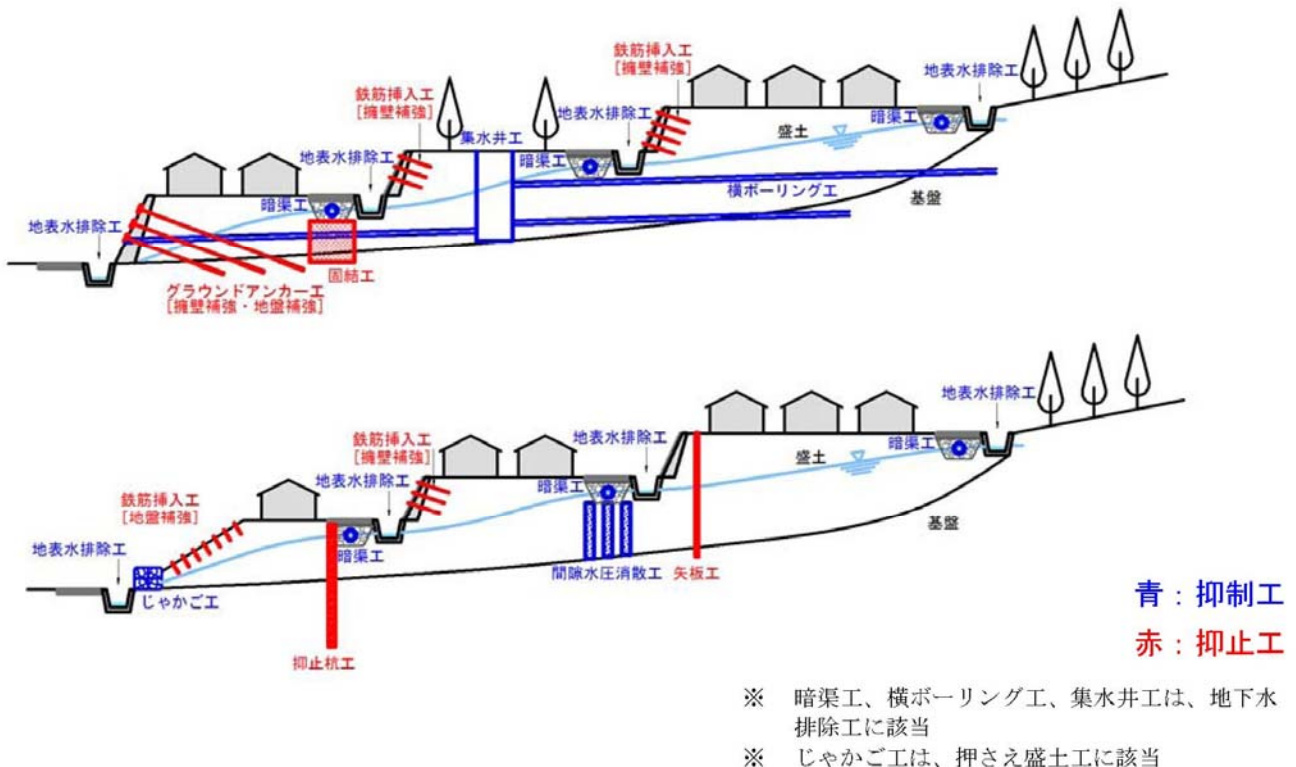 鉄筋挿入工
[擁壁補強]
地表水排除工
鉄筋挿入工
[擁壁補強]
地表水排除工
暗渠工
盛土
集水井工
地表水排除工
暗渠工
横ボーリング工
基盤
暗渠工
地表水排除工
固結工
グラウンドアンカー工
[擁壁補強・地盤補強]
地表水排除工
地表水排除工
鉄筋挿入工
[擁壁補強]
暗渠工
盛土
地表水排除工
暗渠工
鉄筋挿入工
[地盤補強]
基盤
地表水排除工
暗渠工
間隙水圧消散工
矢板工
じゃかご工
抑止杭工
青：抑制工
赤：抑止工
※ 暗渠工、横ボーリング工、集水井工は、地下水
排除工に該当
※ じゃかご工は、押さえ盛土工に該当